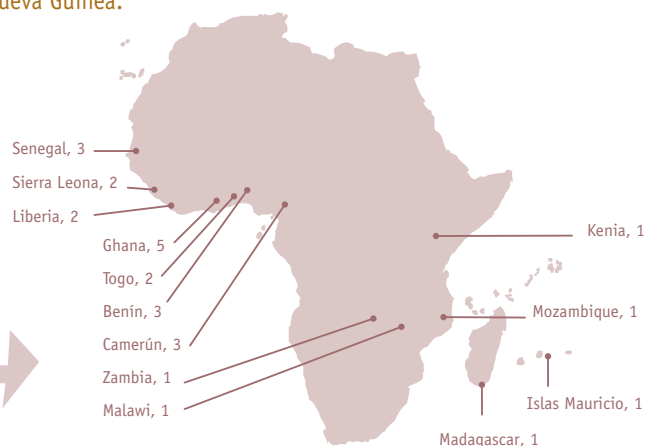 ueva Guinea.
Senegal, 3
Sierra Leona, 2
Liberia, 2
Ghana, 5
Togo, 2
Benín, 3
Camerún, 3
Zambia, 1
Malawi, 1
Kenia, 1
Mozambique, 1
Islas Mauricio, 1
Madagascar, 1